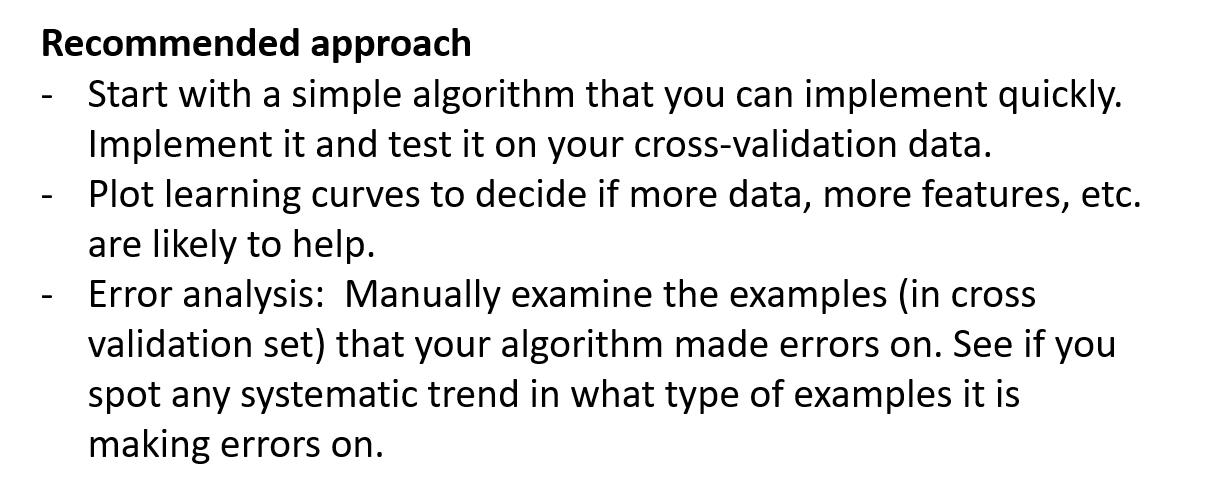 Recommended approach
- Start with a simple algorithm that you can implement quickly.
Implement it and test it on your cross-validation data.
- Plot learning curves to decide if more data, more features, etc.
are likely to help.
- Error analysis:  Manually examine the examples (in cross
validation set) that your algorithm made errors on. See if you
spot any systematic trend in what type of examples it is
making errors on.